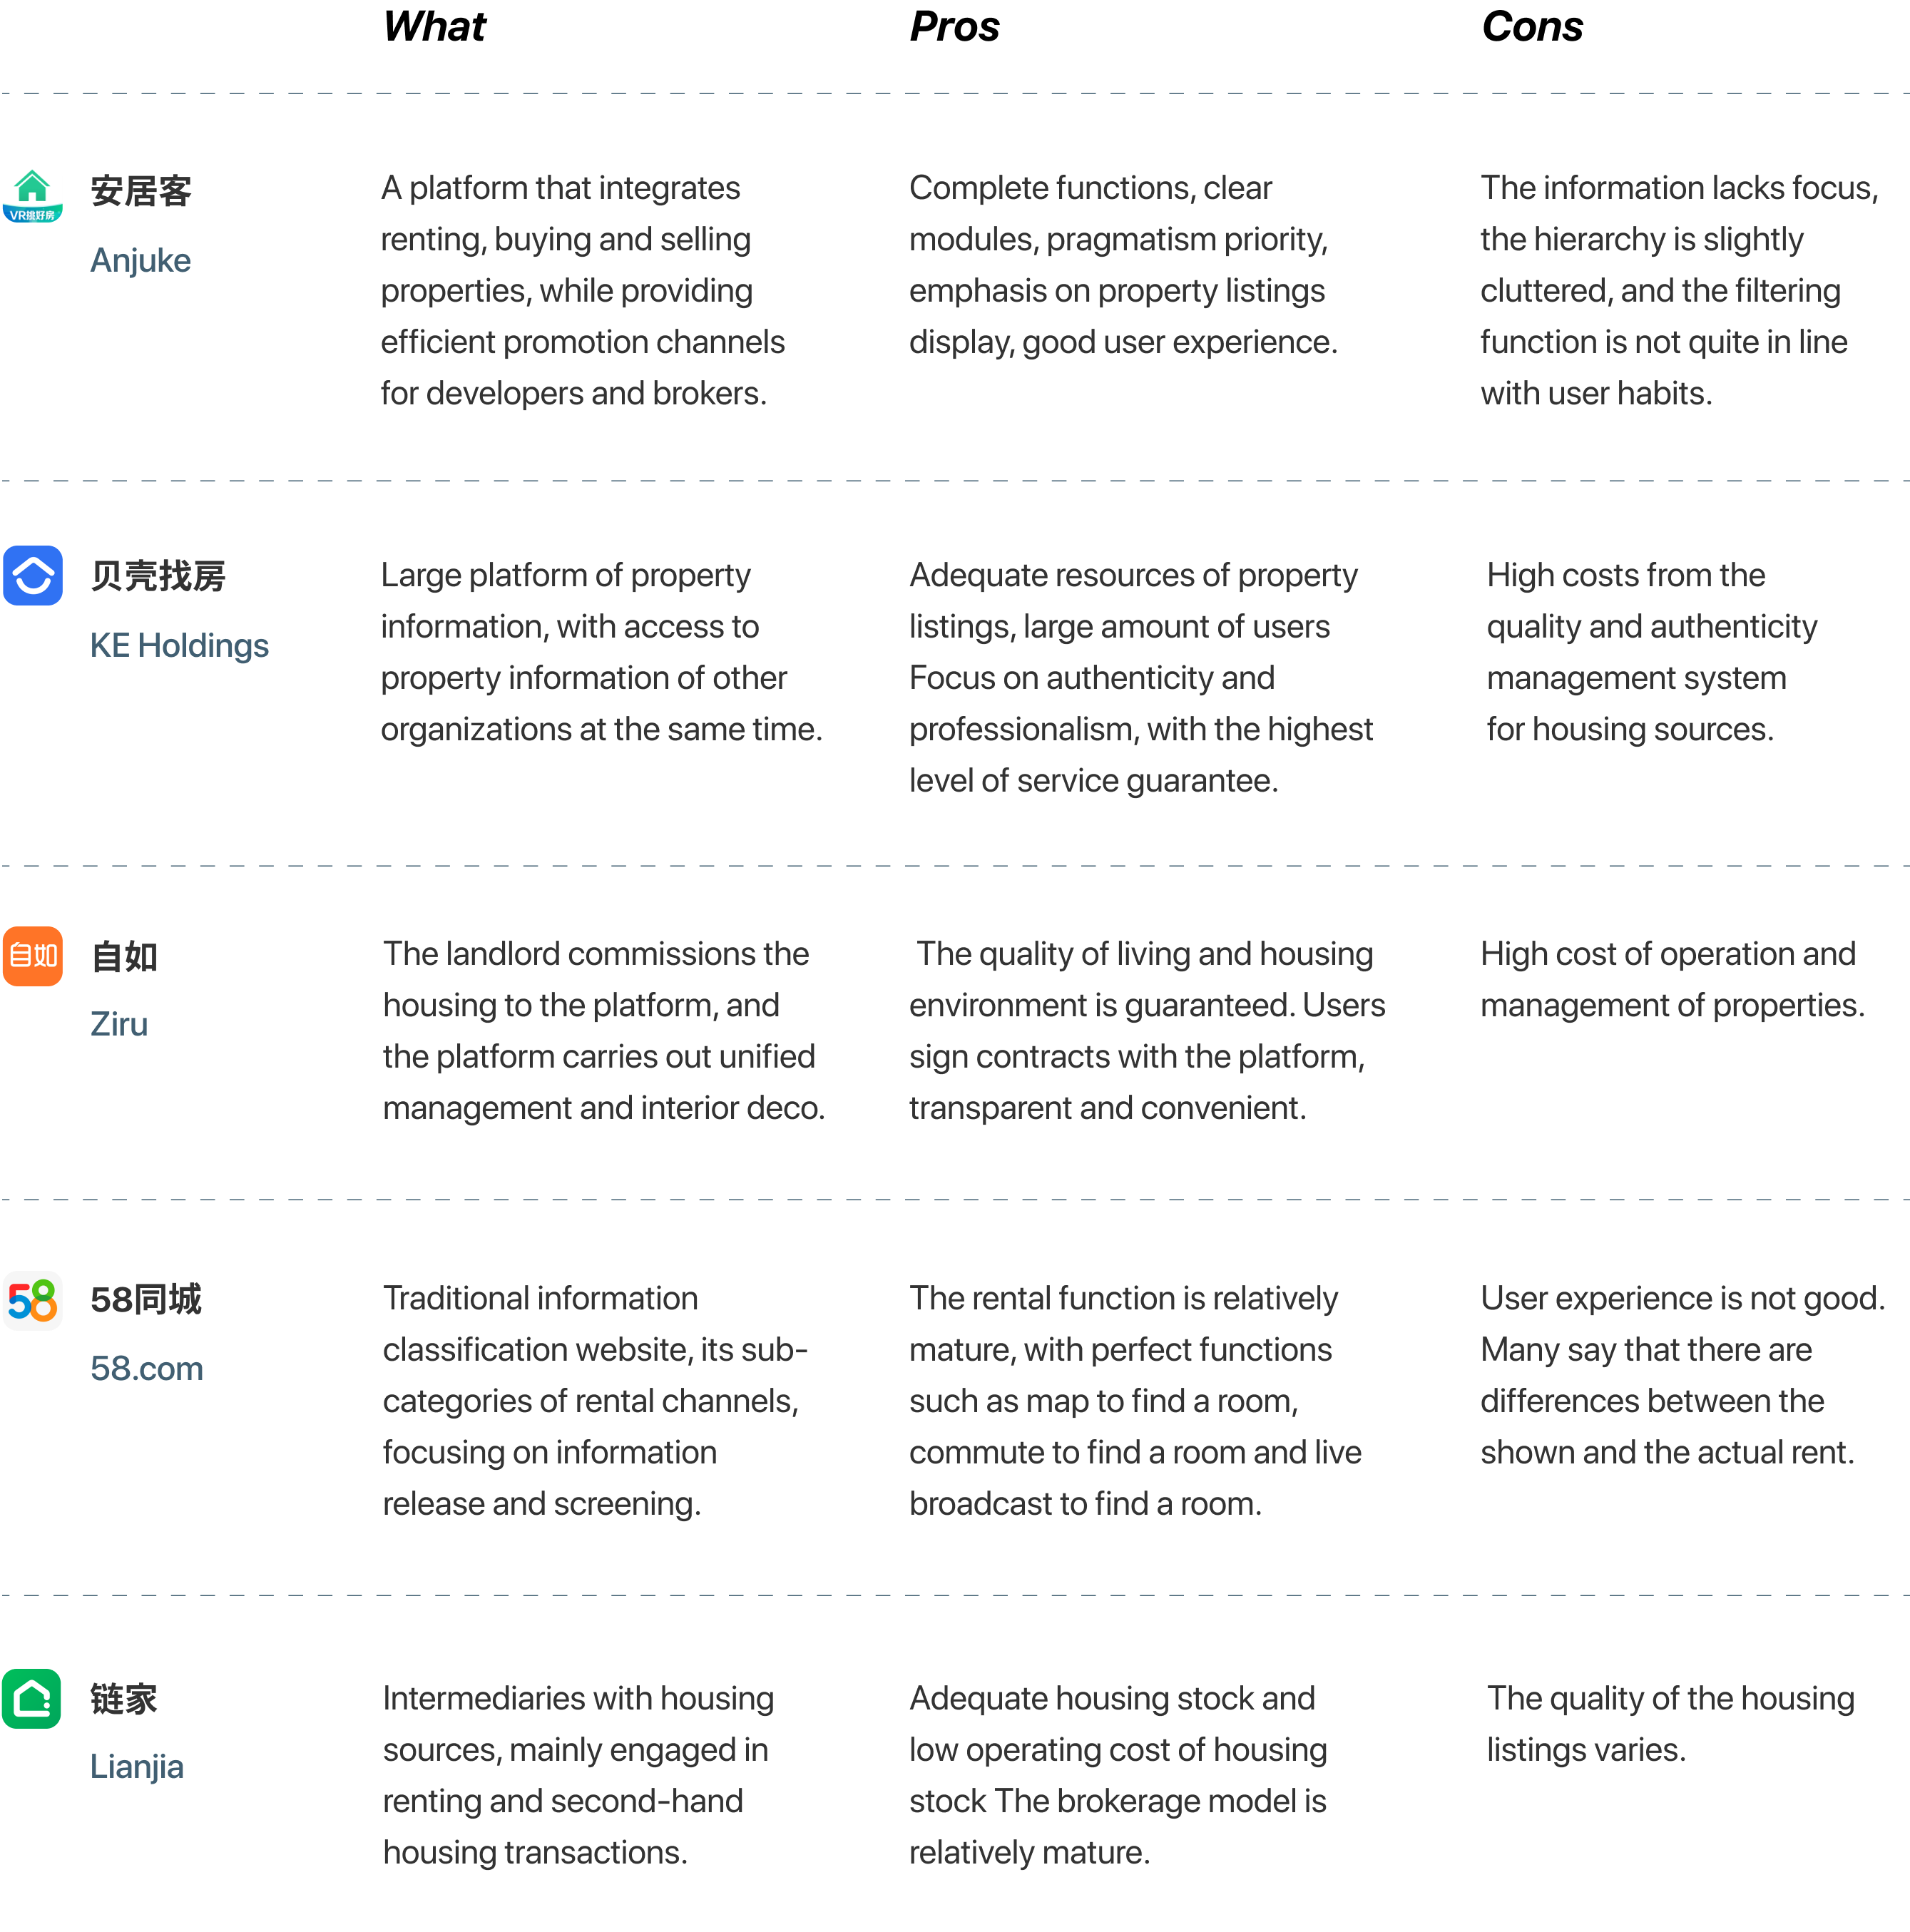 What
Pros
Cons
VR挑好房
安居客
Anjuke
A platform that integrates
renting, buying and selling
properties, while providing
efficient promotion channels
for developers and brokers.
Complete functions, clear
modules, pragmatism priority,
emphasis on property listings
display, good user experience.
The information lacks focus,
the hierarchy is slightly
cluttered, and the filtering
function is not quite in line
with user habits.
贝壳找房
KE Holdings
Large platform of property
information, with access to
property information of other
organizations at the same time.
Adequate resources of property
listings, large amount of users
Focus on authenticity and
professionalism, with the highest
level of service guarantee.
High costs from the
quality and authenticity
management system
for housing sources.
自如
自如
Ziru
The landlord commissions the
housing to the platform, and
the platform carries out unified
management and interior deco.
The quality of living and housing
environment is guaranteed. Users
sign contracts with the platform,
transparent and convenient.
High cost of operation and
management of properties.
58
58同城
58.com
Traditional information
classification website, its sub-
categories of rental channels,
focusing on information
release and screening.
The rental function is relatively
mature, with perfect functions
such as map to find a room,
commute to find a room and live
broadcast to find a room.
User experience is not good.
Many say that there are
differences between the
shown and the actual rent.
链家
Lianjia
Intermediaries with housing
sources, mainly engaged in
renting and second-hand
housing transactions.
Adequate housing stock and
low operating cost of housing
stock The brokerage model is
relatively mature.
The quality of the housing
listings varies.